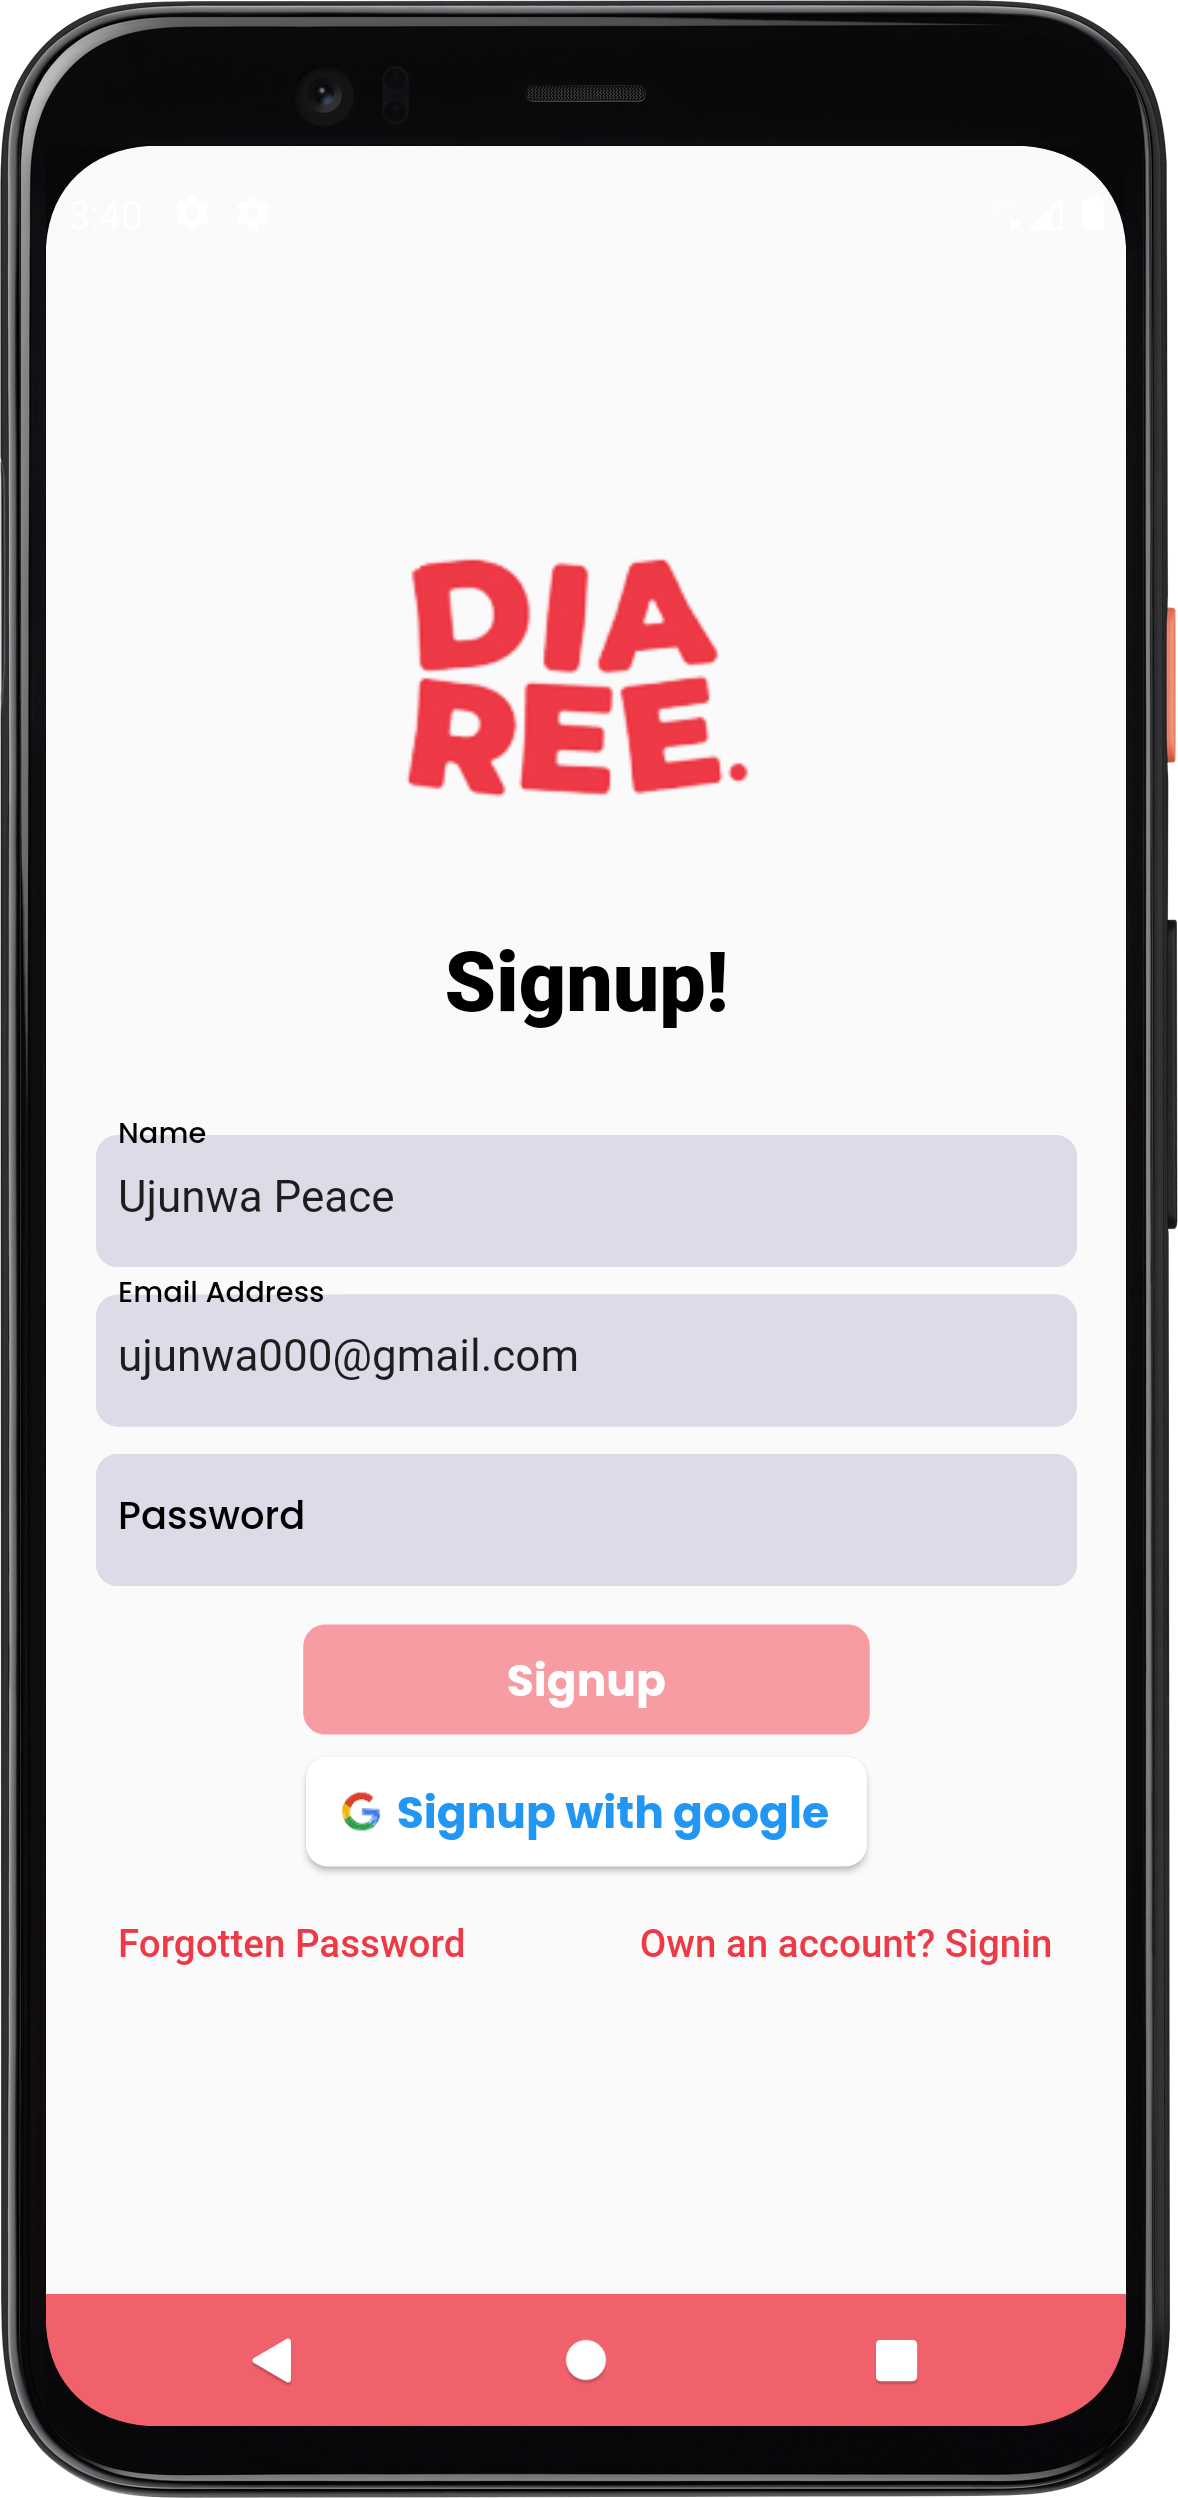 3:40
DIA
REE.
Signup!
Name
Ujunwa Peace
Email Address
ujunwa000@gmail.com
Password
Signup
Signup with google
Forgotten Password Own an account? Signin